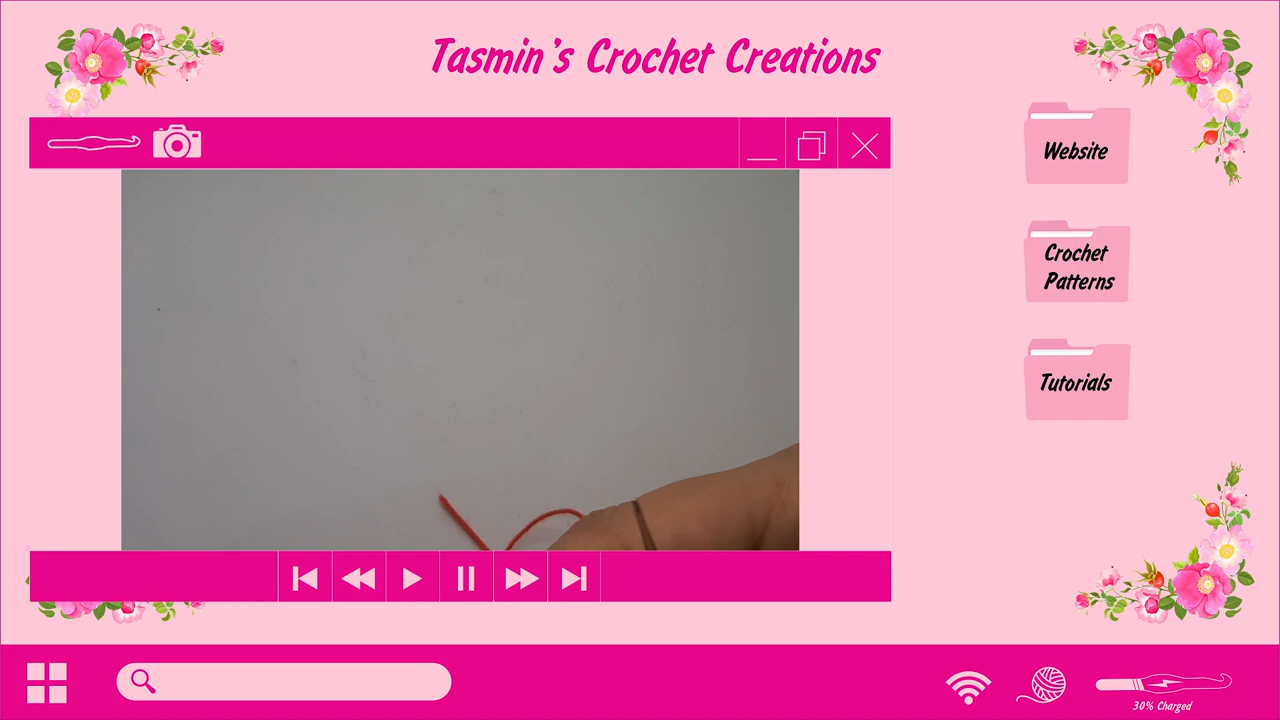 Tasmin's Crochet Creations
Website
Crochet
Patterns
Tutorials
30% Charged